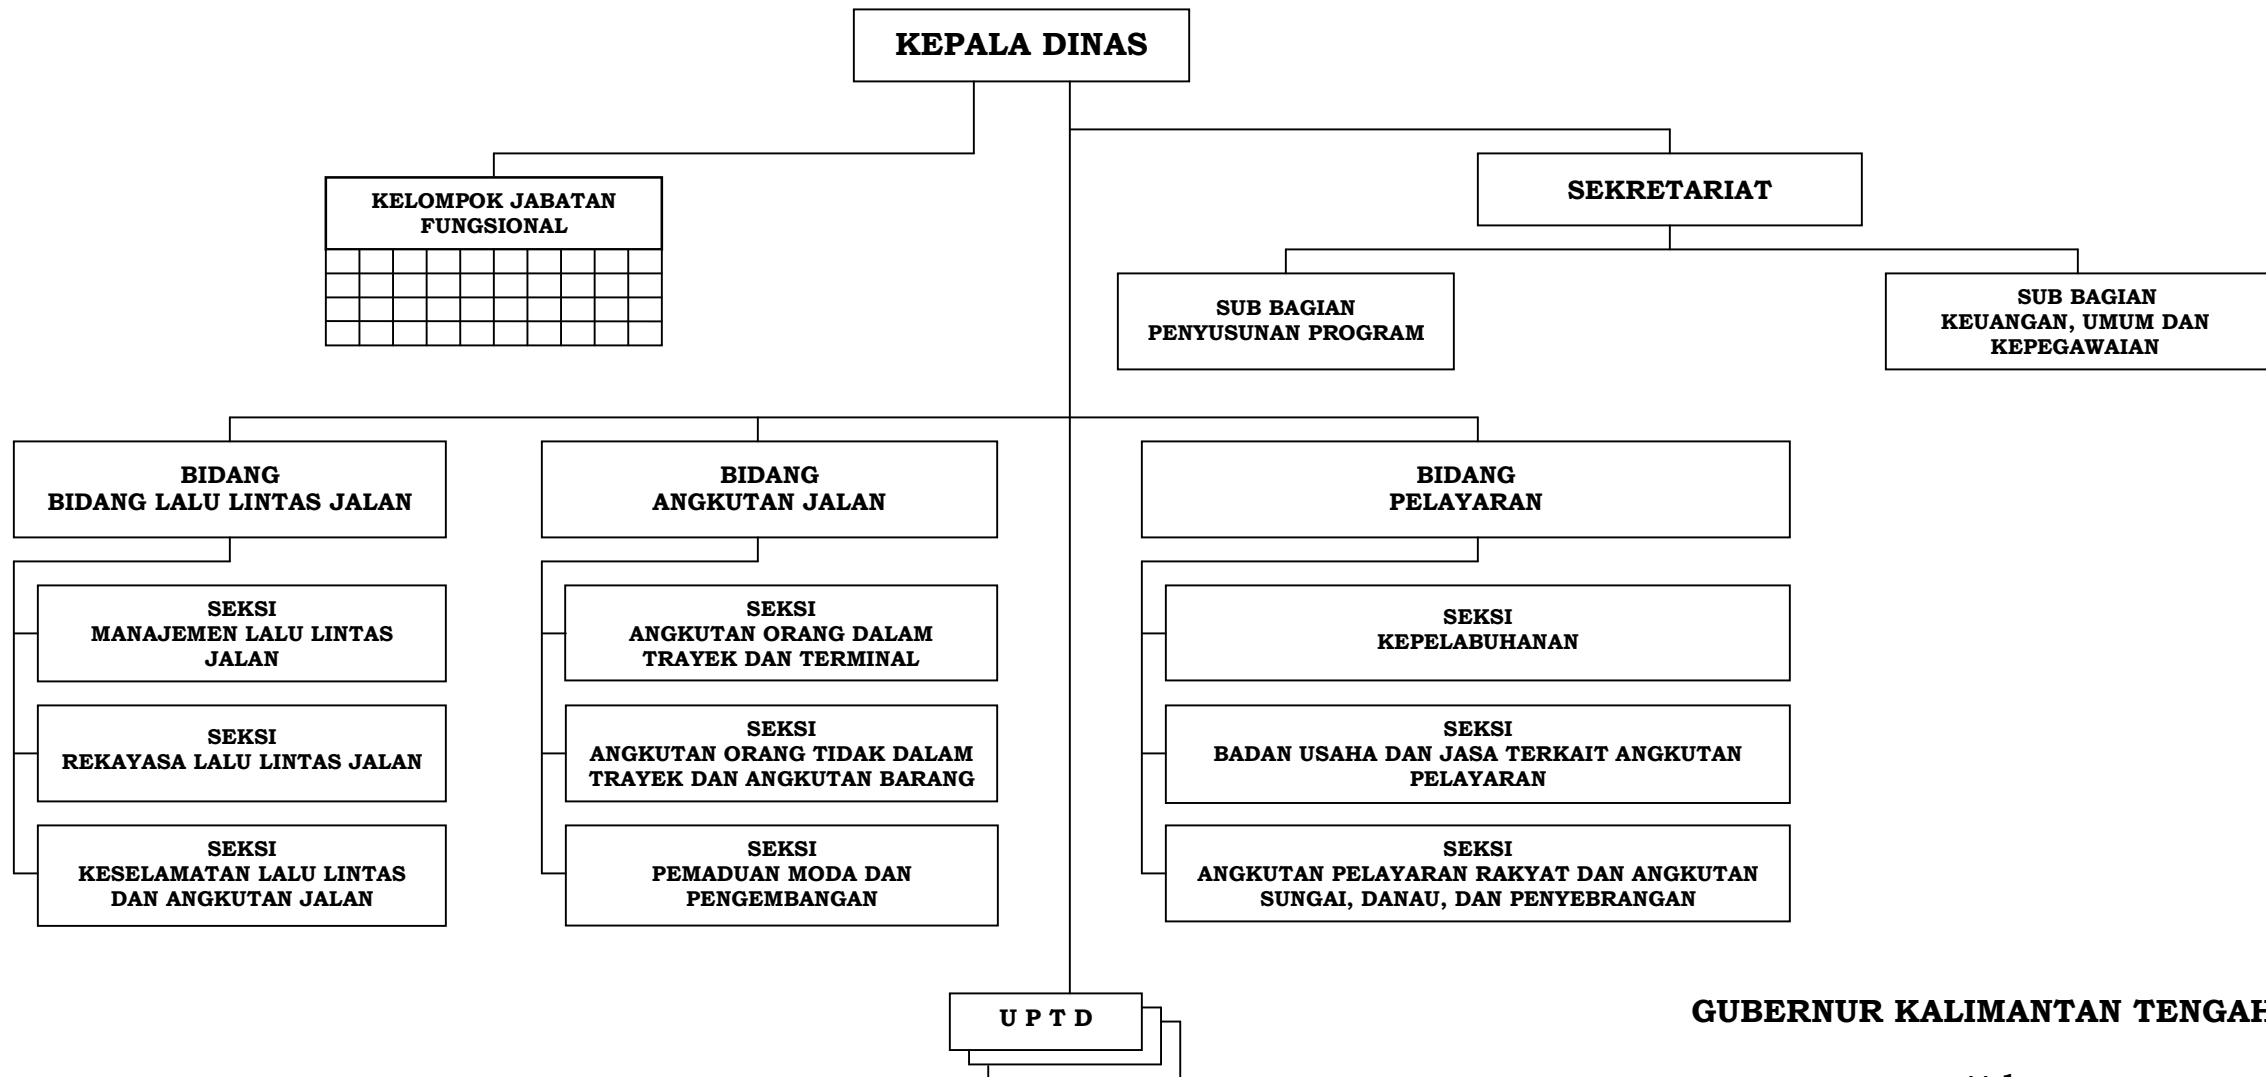 KEPALA DINAS
KELOMPOK JABATAN
FUNGSIONAL
SEKRETARIAT
SUB BAGIAN
PENYUSUNAN PROGRAM
SUB BAGIAN
KEUANGAN, UMUM DAN
KEPEGAWAIAN
BIDANG
BIDANG LALU LINTAS JALAN
SEKSI
MANAJEMEN LALU LINTAS
JALAN
SEKSI
REKAYASA LALU LINTAS JALAN
SEKSI
KESELAMATAN LALU LINTAS
DAN ANGKUTAN JALAN
BIDANG
ANGKUTAN JALAN
SEKSI
ANGKUTAN ORANG DALAM
TRAYEK DAN TERMINAL
SEKSI
ANGKUTAN ORANG TIDAK DALAM
TRAYEK DAN ANGKUTAN BARANG
SEKSI
PEMADUAN MODA DAN
PENGEMBANGAN
BIDANG
PELAYARAN
SEKSI
KEPELABUHANAN
SEKSI
BADAN USAHA DAN JASA TERKAIT ANGKUTAN
PELAYARAN
SEKSI
ANGKUTAN PELAYARAN RAKYAT DAN ANGKUTAN
SUNGAI, DANAU, DAN PENYEBRANGAN
U P T D
GUBERNUR KALIMANTAN TENGAH